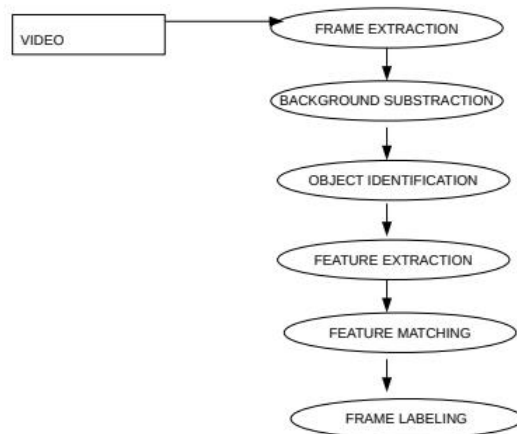 VIDEO
FRAME EXTRACTION
BACKGROUND SUBSTRACTION
OBJECT IDENTIFICATION
FEATURE EXTRACTION
FEATURE MATCHING
FRAME LABELING